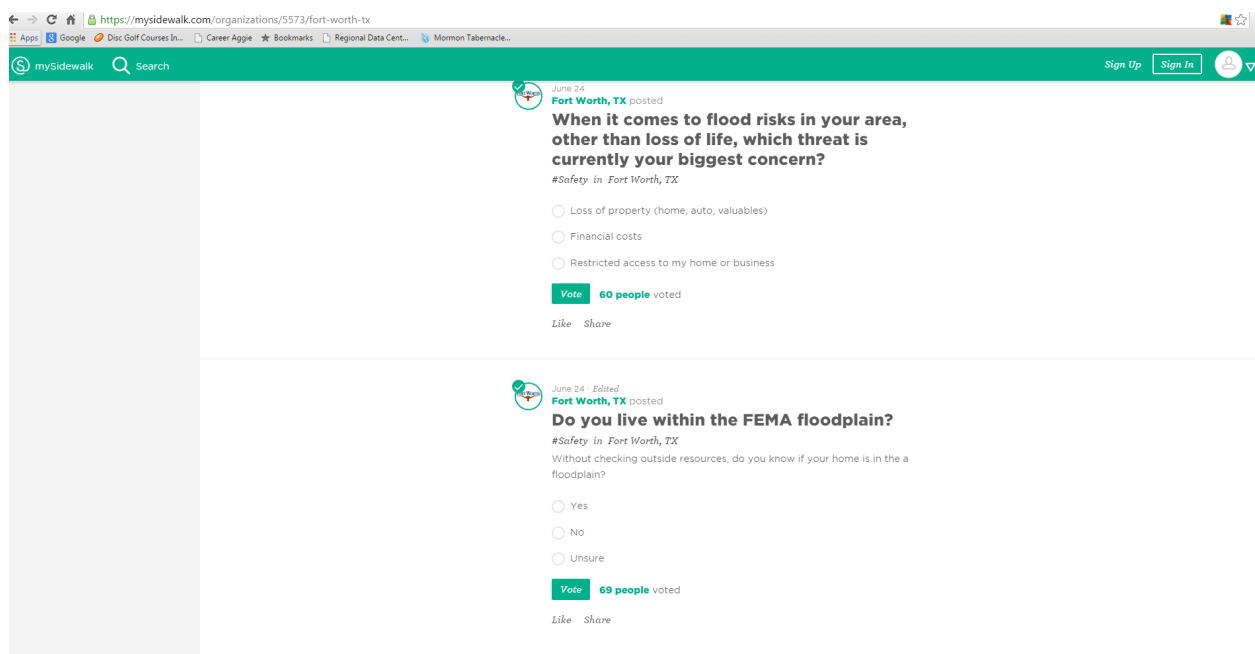 https://mysidewalk.com/organizations/5573/fort-worth-tx
Apps Google Disc Golf Courses In... Career Aggie Bookmarks Regional Data Cent... Mormon Tabernacle...
mySidewalk Search Sign Up Sign In
June 24
Fort Worth, TX posted
When it comes to flood risks in your area,
other than loss of life, which threat is
currently your biggest concern?
#Safety in Fort Worth, TX
Loss of property (home, auto, valuables)
Financial costs
Restricted access to my home or business
Vote 60 people voted
Like Share
June 24 · Edited
Fort Worth, TX posted
Do you live within the FEMA floodplain?
#Safety in Fort Worth, TX
Without checking outside resources, do you know if your home is in the a
floodplain?
Yes
No
Unsure
Vote 69 people voted
Like Share